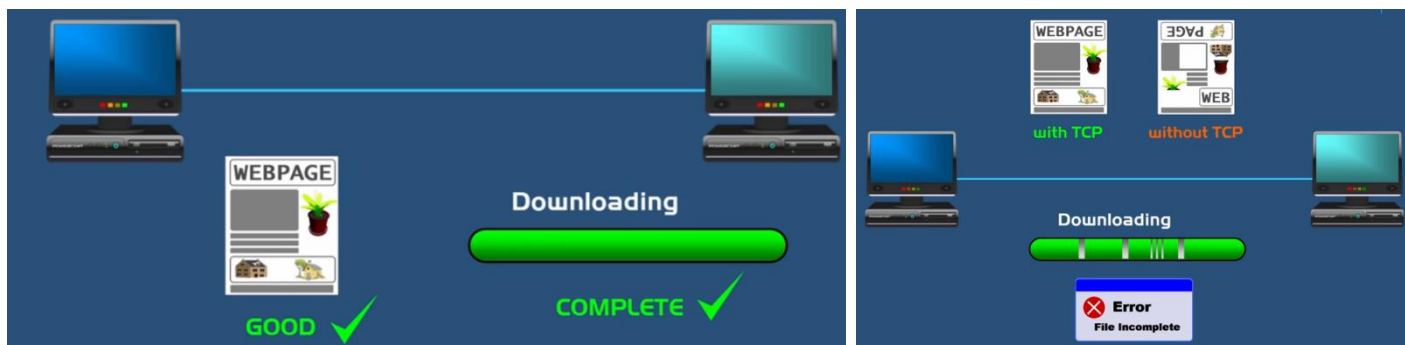 WEBPAGE
Downloading
GOOD
COMPLETE
WEBPAGE
PAGE
WEB
with TCP
without TCP
Downloading
Error
File Incomplete